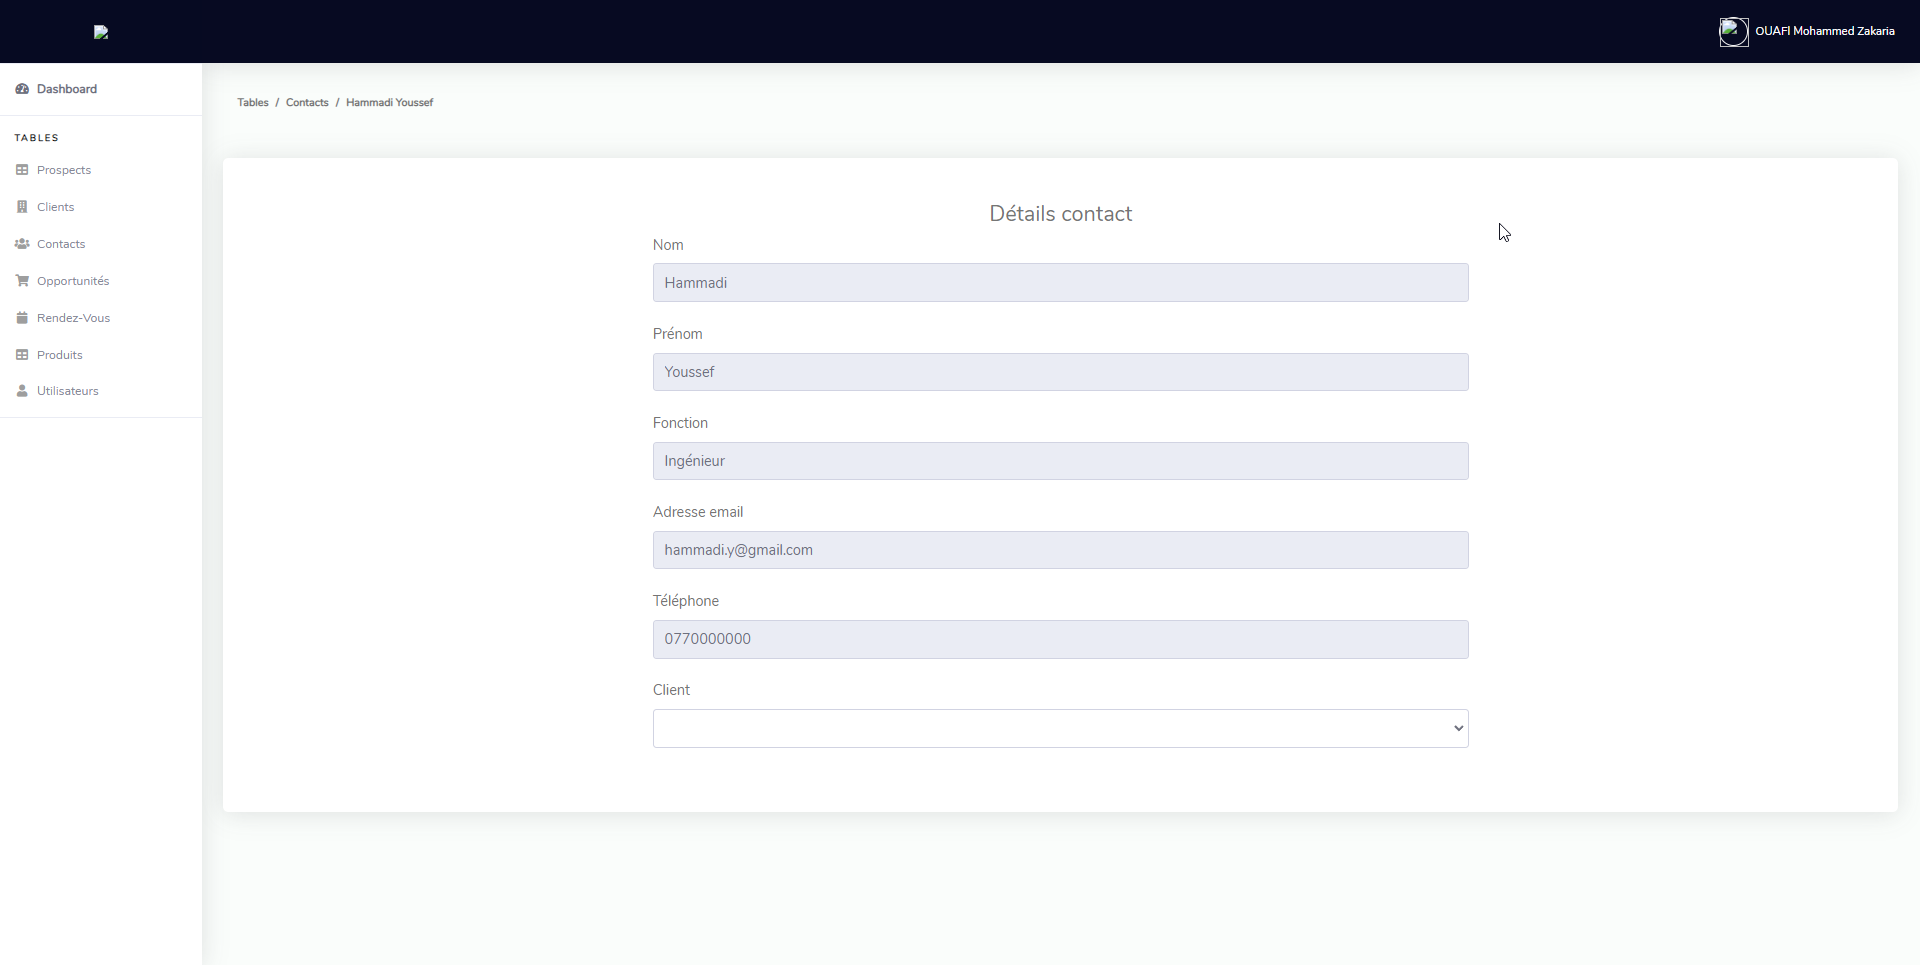 OUAFI Mohammed Zakaria
Dashboard
TABLES
Prospects
Clients
Contacts
Opportunités
Rendez-Vous
Produits
Utilisateurs
Tables / Contacts / Hammadi Youssef
Détails contact
Nom
Hammadi
Prénom
Youssef
Fonction
Ingénieur
Adresse email
hammadi.y@gmail.com
Téléphone
0770000000
Client